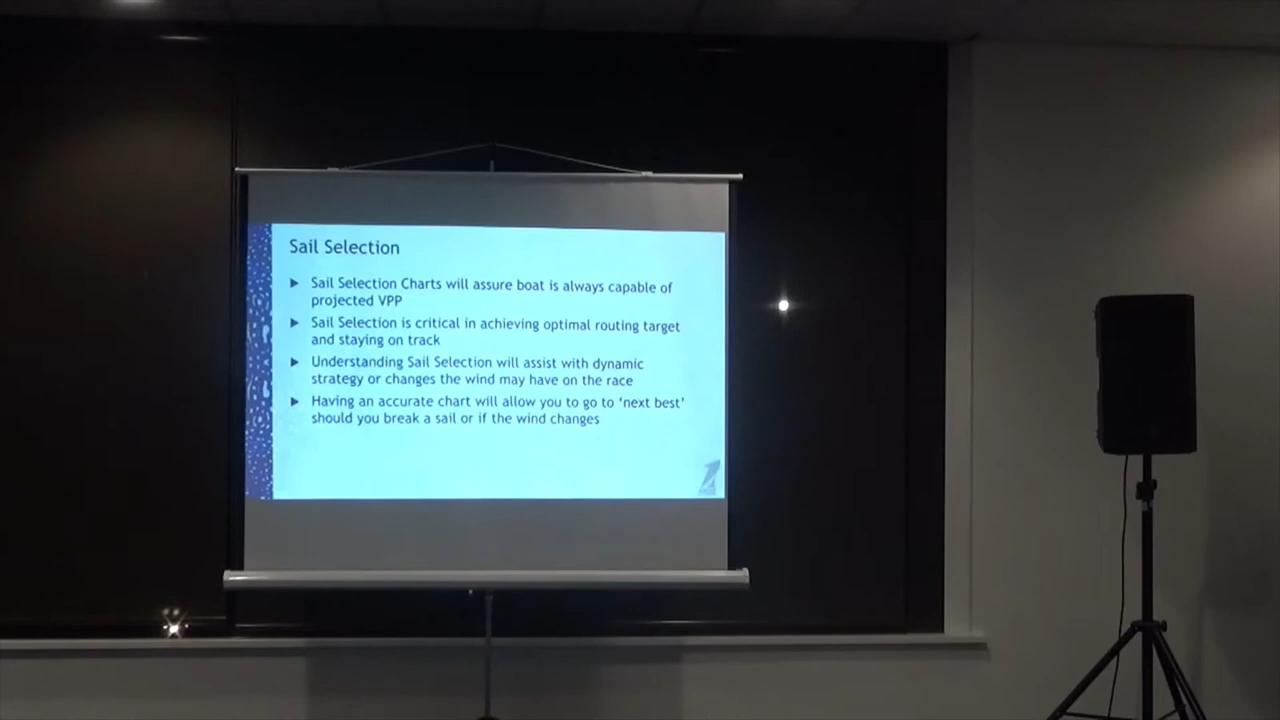 Sail Selection
Sail Selection Charts will assure boat is always capable of
projected VPP
Sail Selection is critical in achieving optimal routing target
and staying on track
Understanding Sail Selection will assist with dynamic
strategy or changes the wind may have on the race
Having an accurate chart will allow you to go to ‘next best’
should you break a sail or if the wind changes